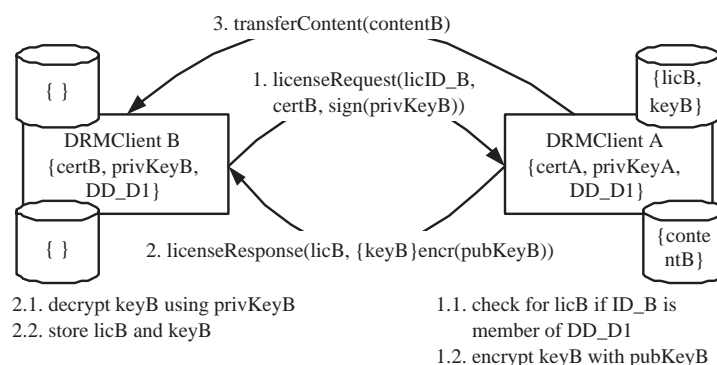 3. transferContent(contentB)
{ }
1. licenseRequest(licID_B,
certB, sign(privKeyB))
{licB,
keyB}
DRMClient B
{certB, privKeyB,
DD_D1}
DRMClient A
{certA, privKeyA,
DD_D1}
{ }
2. licenseResponse(licB, {keyB}encr(pubKeyB))
{conte
ntB}
2.1. decrypt keyB using privKeyB
2.2. store licB and keyB
1.1. check for licB if ID_B is
member of DD_D1
1.2. encrypt keyB with pubKeyB